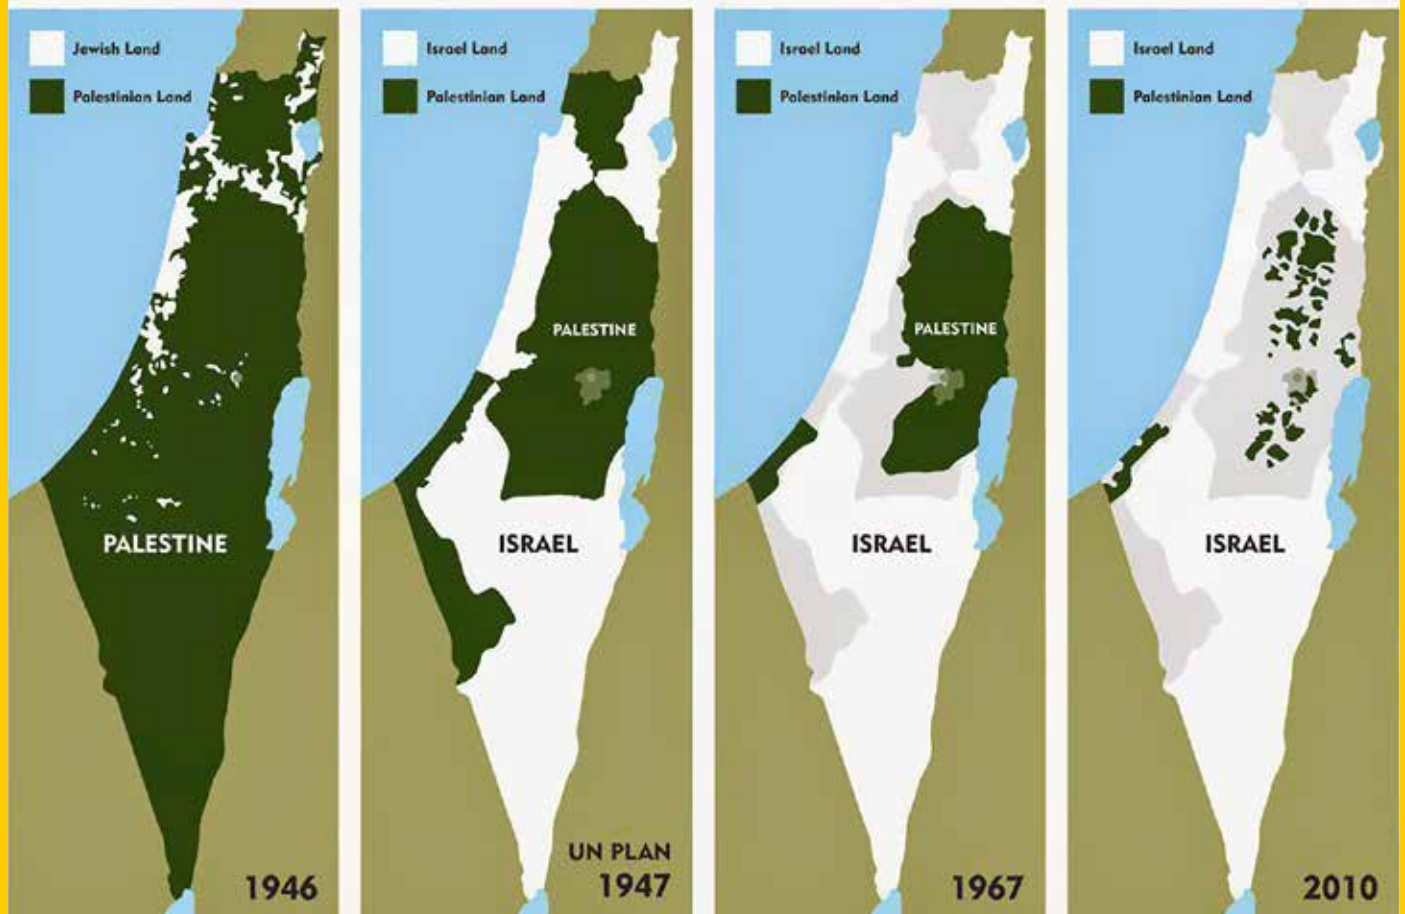 Jewish Land
Palestinian Land
PALESTINE
1946
Israel Land
Palestinian Land
PALESTINE
ISRAEL
UN PLAN
1947
Israel Land
Palestinian Land
PALESTINE
ISRAEL
1967
Israel Land
Palestinian Land
ISRAEL
2010